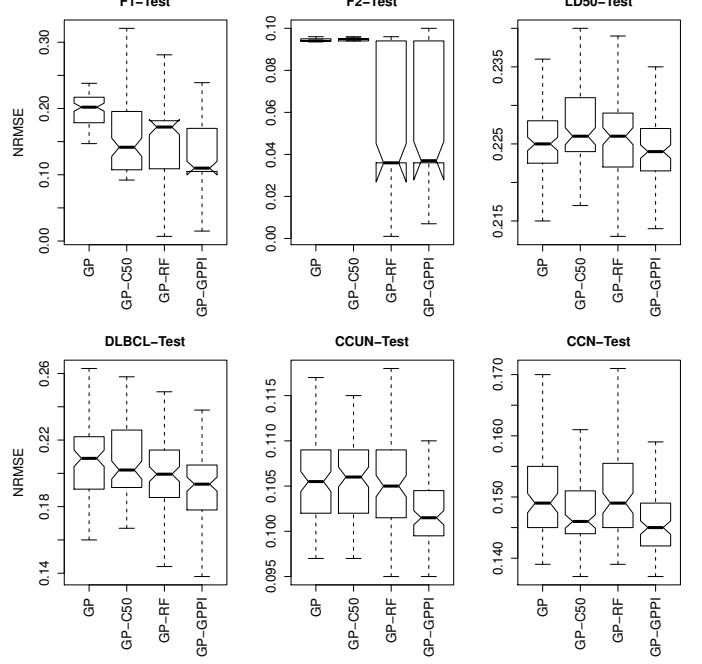 F1−Test
F2−Test
LD50−Test
NRMSE
0.00
0.10
0.20
0.30
GP
GP−C50
GP−RF
GP−GPPI
0.00
0.02
0.04
0.06
0.08
0.10
GP
GP−C50
GP−RF
GP−GPPI
0.215
0.225
0.235
GP
GP−C50
GP−RF
GP−GPPI
DLBCL−Test
CCUN−Test
CCN−Test
NRMSE
0.14
0.18
0.22
0.26
GP
GP−C50
GP−RF
GP−GPPI
0.095
0.100
0.105
0.110
0.115
GP
GP−C50
GP−RF
GP−GPPI
0.140
0.150
0.160
0.170
GP
GP−C50
GP−RF
GP−GPPI